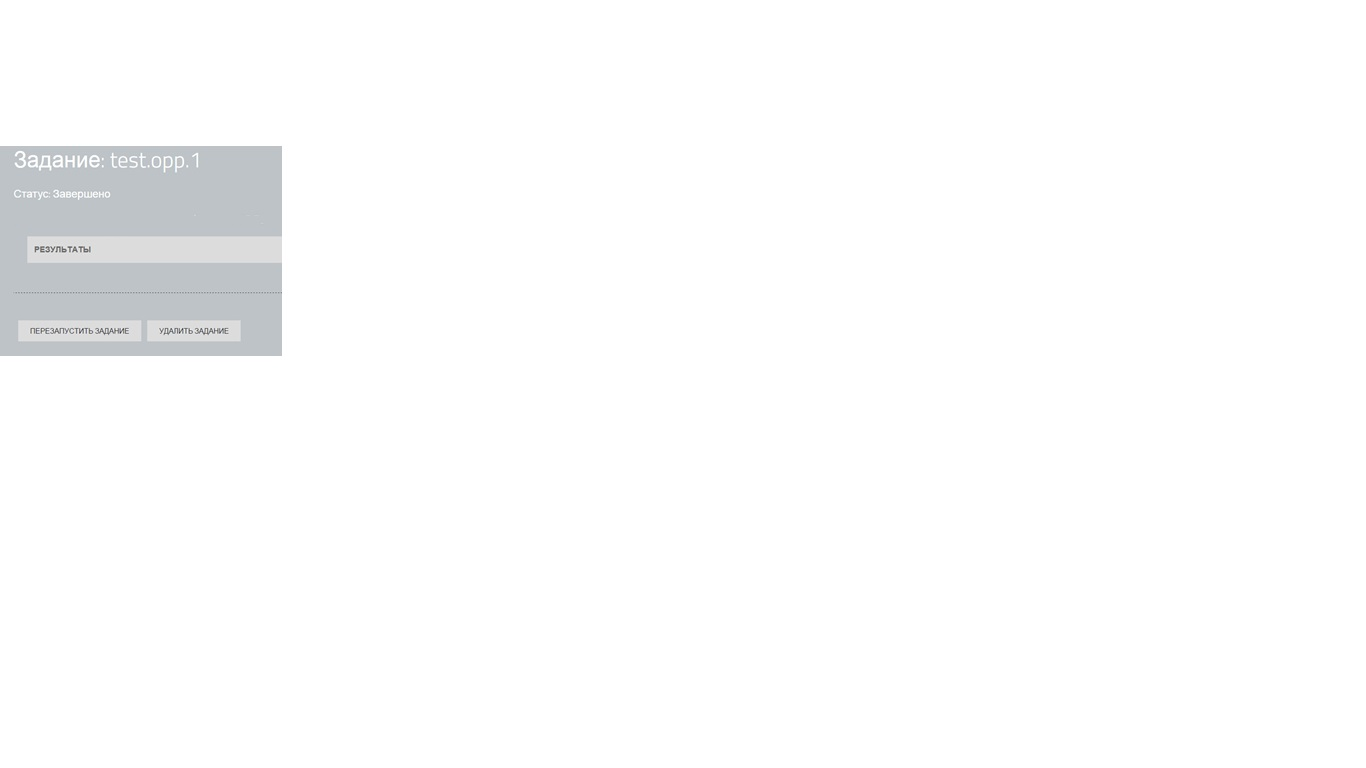 Задание: test.opp.1
Статус: Завершено
РЕЗУЛЬТАТЫ
ПЕРЕЗАПУСТИТЬ ЗАДАНИЕ УДАЛИТЬ ЗАДАНИЕ